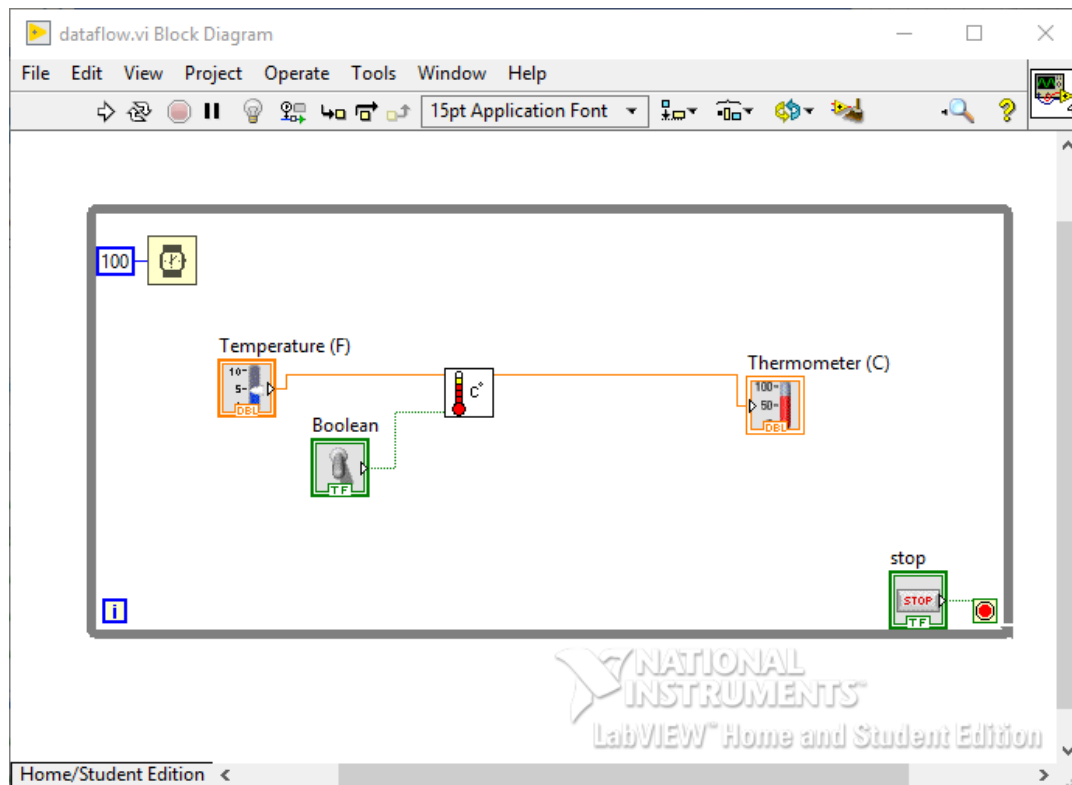 dataflow.vi Block Diagram
File Edit View Project Operate Tools Window Help
15pt Application Font
100
Temperature (F)
10
5
DBL
C°
Thermometer (C)
100
50
DBL
Boolean
TF
i
stop
STOP
TF
NATIONAL
INSTRUMENTS™
LabVIEW™ Home and Student Edition
Home/Student Edition